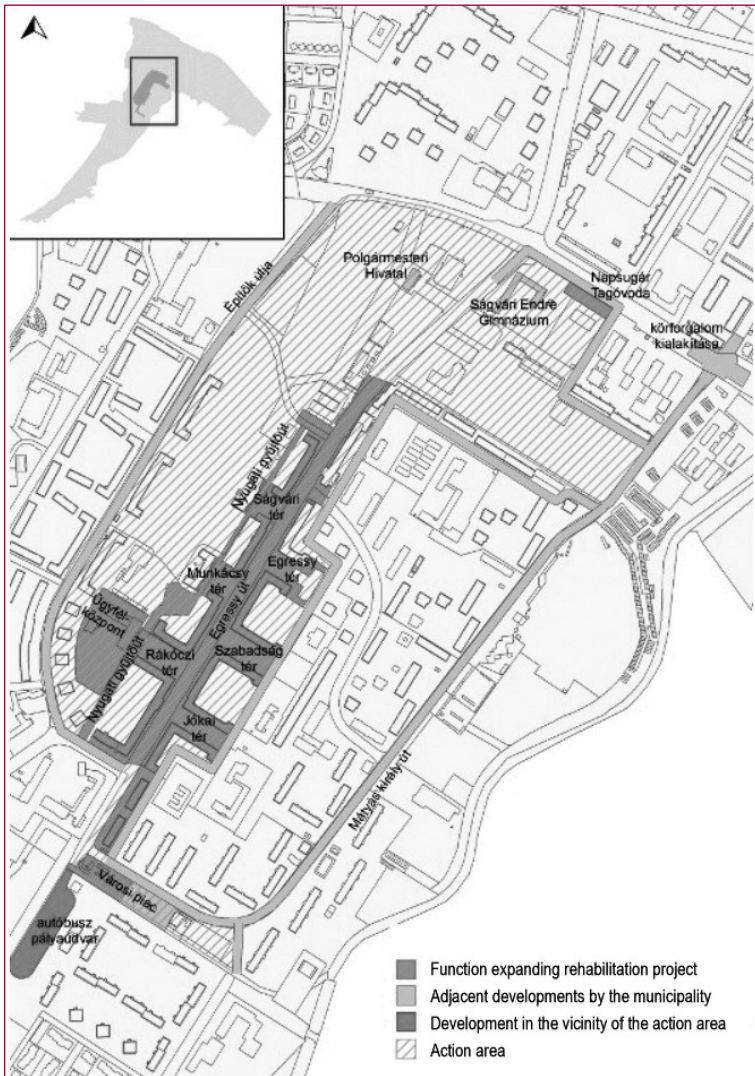 Építők útja
Polgármesteri
Hivatal
Ságvári Endre
Gimnázium
Napsugár
Tagóvoda
körforgalom
kialakítása
Nyugati gyűjtőút
Ságvári
tér
Munkácsy
tér
Egressy
tér
Egressy út
Ügyfél-
központ
Rákóczi
tér
Szabadság
tér
Nyugati gyűjtőút
Jókai
tér
Mátyás király út
Városi piac
autóbusz
pályaudvar
Function expanding rehabilitation project
Adjacent developments by the municipality
Development in the vicinity of the action area
Action area